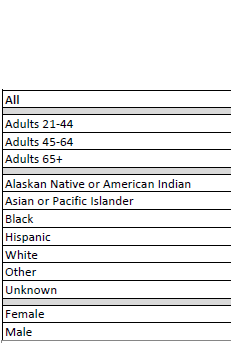 All
Adults 21-44
Adults 45-64
Adults 65+
Alaskan Native or American Indian
Asian or Pacific Islander
Black
Hispanic
White
Other
Unknown
Female
Male